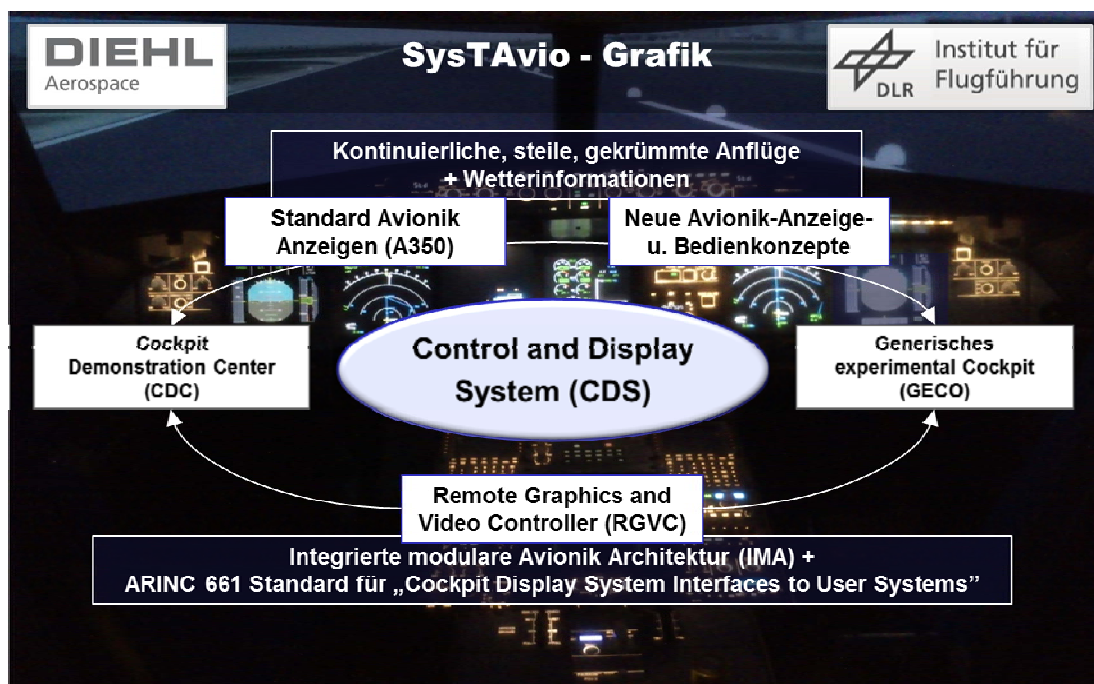 DIEHL
Aerospace
SysTAvio - Grafik
DLR
Institut für
Flugführung
Kontinuierliche, steile, gekrümmte Anflüge
+ Wetterinformationen
Standard Avionik
Anzeigen (A350)
Neue Avionik-Anzeige-
u. Bedienkonzepte
Cockpit
Demonstration Center
(CDC)
Control and Display
System (CDS)
Generisches
experimental Cockpit
(GECO)
Remote Graphics and
Video Controller (RGVC)
Integrierte modulare Avionik Architektur (IMA) +
ARINC 661 Standard für „Cockpit Display System Interfaces to User Systems”